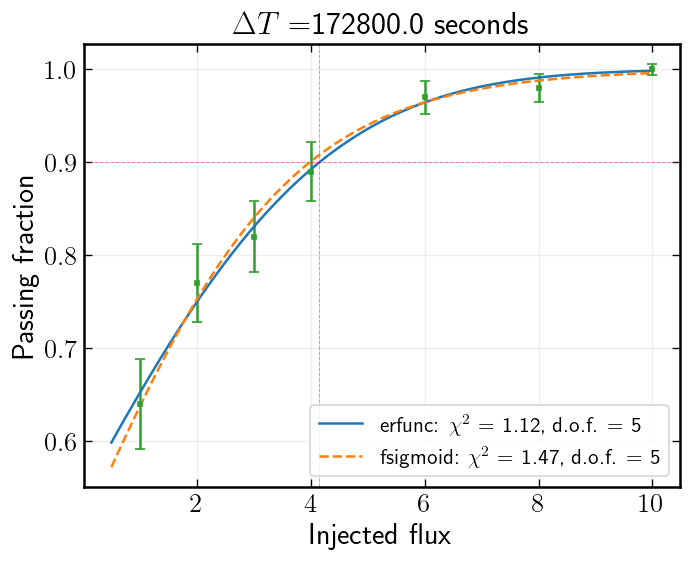 ΔT =172800.0 seconds
1.0
0.9
0.8
0.7
0.6
Passing fraction
erfunc: χ² = 1.12, d.o.f. = 5
fsigmoid: χ² = 1.47, d.o.f. = 5
2
4
6
8
10
Injected flux